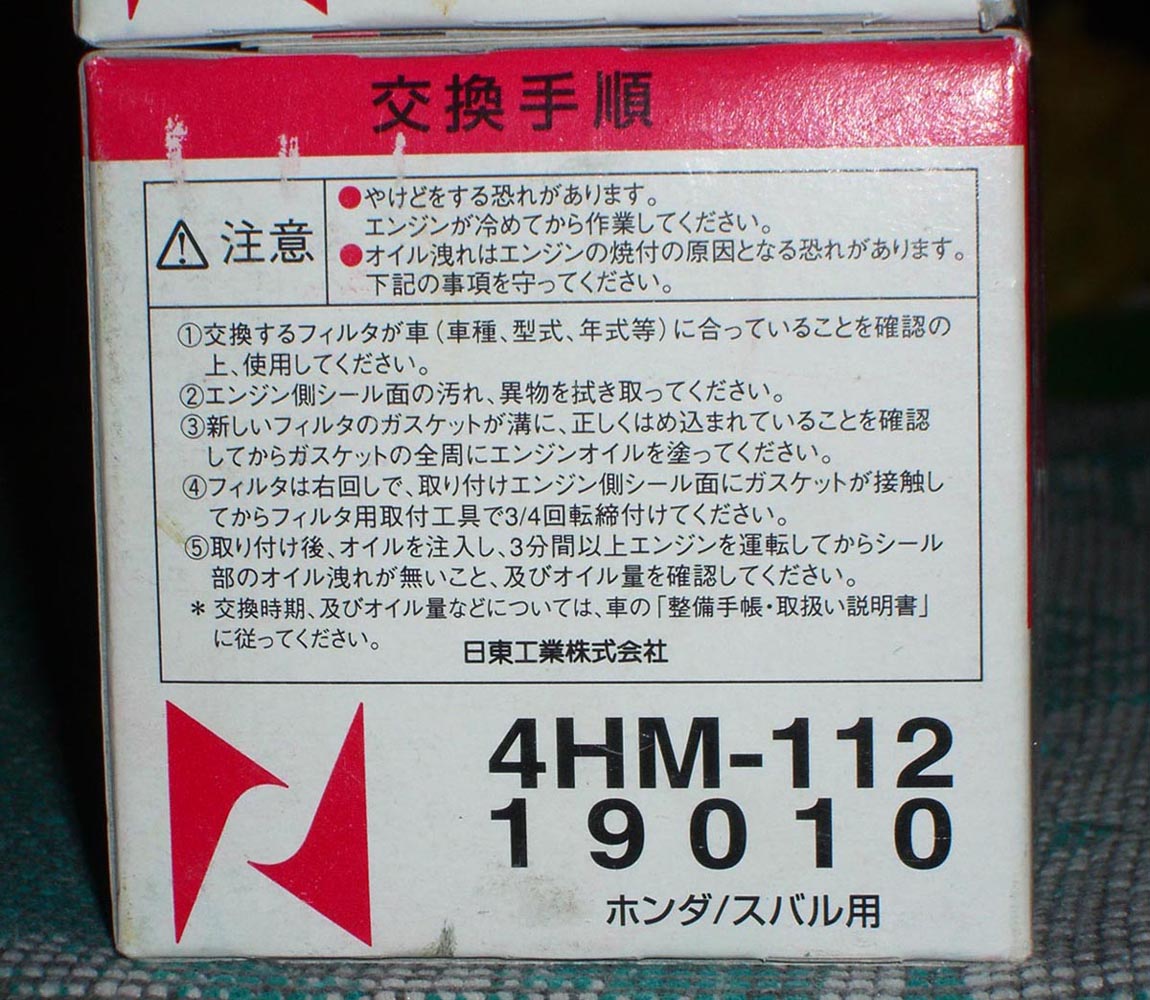 交換手順
注意
●やけどをする恐れがあります。
エンジンが冷めてから作業してください。
●オイル洩れはエンジンの焼付の原因となる恐れがあります。
下記の事項を守ってください。
①交換するフィルタが車(車種、型式、年式等)に合っていることを確認の
上、使用してください。
②エンジン側シール面の汚れ、異物を拭き取ってください。
③新しいフィルタのガスケットが溝に、正しくはめ込まれていることを確認
してからガスケットの全周にエンジンオイルを塗ってください。
④フィルタは右回しで、取り付けエンジン側シール面にガスケットが接触し
てからフィルタ用取付工具で3/4回転締付けてください。
⑤取り付け後、オイルを注入し、3分間以上エンジンを運転してからシール
部のオイル洩れが無いこと、及びオイル量を確認してください。
* 交換時期、及びオイル量などについては、車の「整備手帳・取扱い説明書」
に従ってください。
日東工業株式会社
4HM-112
19010
ホンダ/スバル用